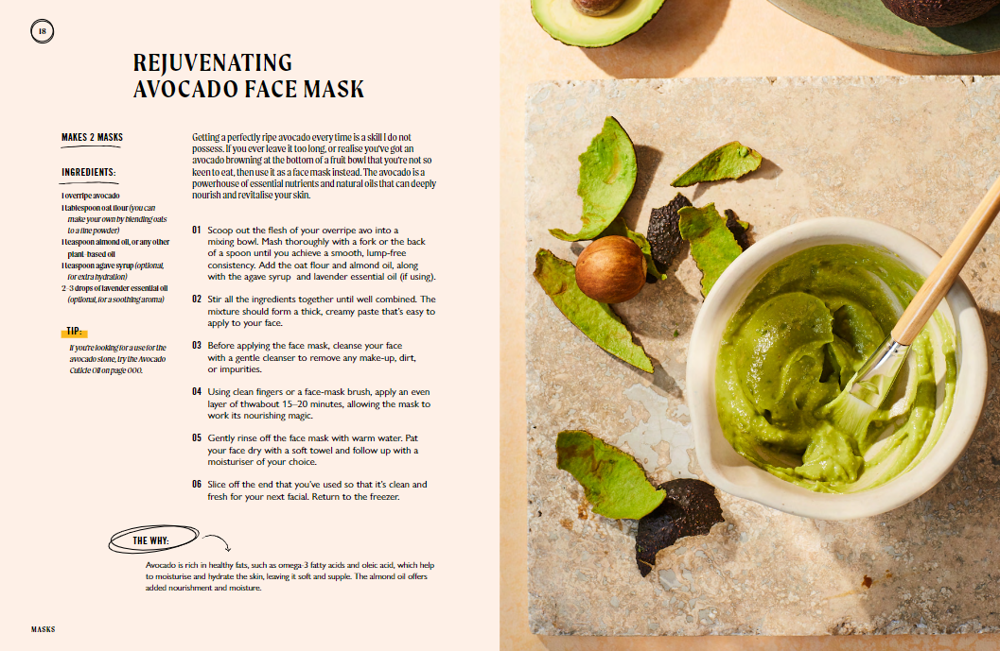 18
REJUVENATING
AVOCADO FACE MASK
MAKES 2 MASKS
INGREDIENTS:
1 overripe avocado
1 tablespoon oat flour (you can
make your own by blending oats
to a fine powder)
1 teaspoon almond oil, or any other
plant-based oil
1 teaspoon agave syrup (optional,
for extra hydration)
2–3 drops of lavender essential oil
(optional, for a soothing aroma)
TIP:
If you're looking for a use for the
avocado stone, try the Avocado
Cuticle Oil on page 000.
Getting a perfectly ripe avocado every time is a skill I do not
possess. If you ever leave it too long, or realise you've got an
avocado browning at the bottom of a fruit bowl that you're not so
keen to eat, then use it as a face mask instead. The avocado is a
powerhouse of essential nutrients and natural oils that can deeply
nourish and revitalise your skin.
01 Scoop out the flesh of your overripe avo into a
mixing bowl. Mash thoroughly with a fork or the back
of a spoon until you achieve a smooth, lump-free
consistency. Add the oat flour and almond oil, along
with the agave syrup and lavender essential oil (if using).
02 Stir all the ingredients together until well combined. The
mixture should form a thick, creamy paste that's easy to
apply to your face.
03 Before applying the face mask, cleanse your face
with a gentle cleanser to remove any make-up, dirt,
or impurities.
04 Using clean fingers or a face-mask brush, apply an even
layer of thwabout 15–20 minutes, allowing the mask to
work its nourishing magic.
05 Gently rinse off the face mask with warm water. Pat
your face dry with a soft towel and follow up with a
moisturiser of your choice.
06 Slice off the end that you've used so that it's clean and
fresh for your next facial. Return to the freezer.
THE WHY:
Avocado is rich in healthy fats, such as omega-3 fatty acids and oleic acid, which help
to moisturise and hydrate the skin, leaving it soft and supple. The almond oil offers
added nourishment and moisture.
MASKS